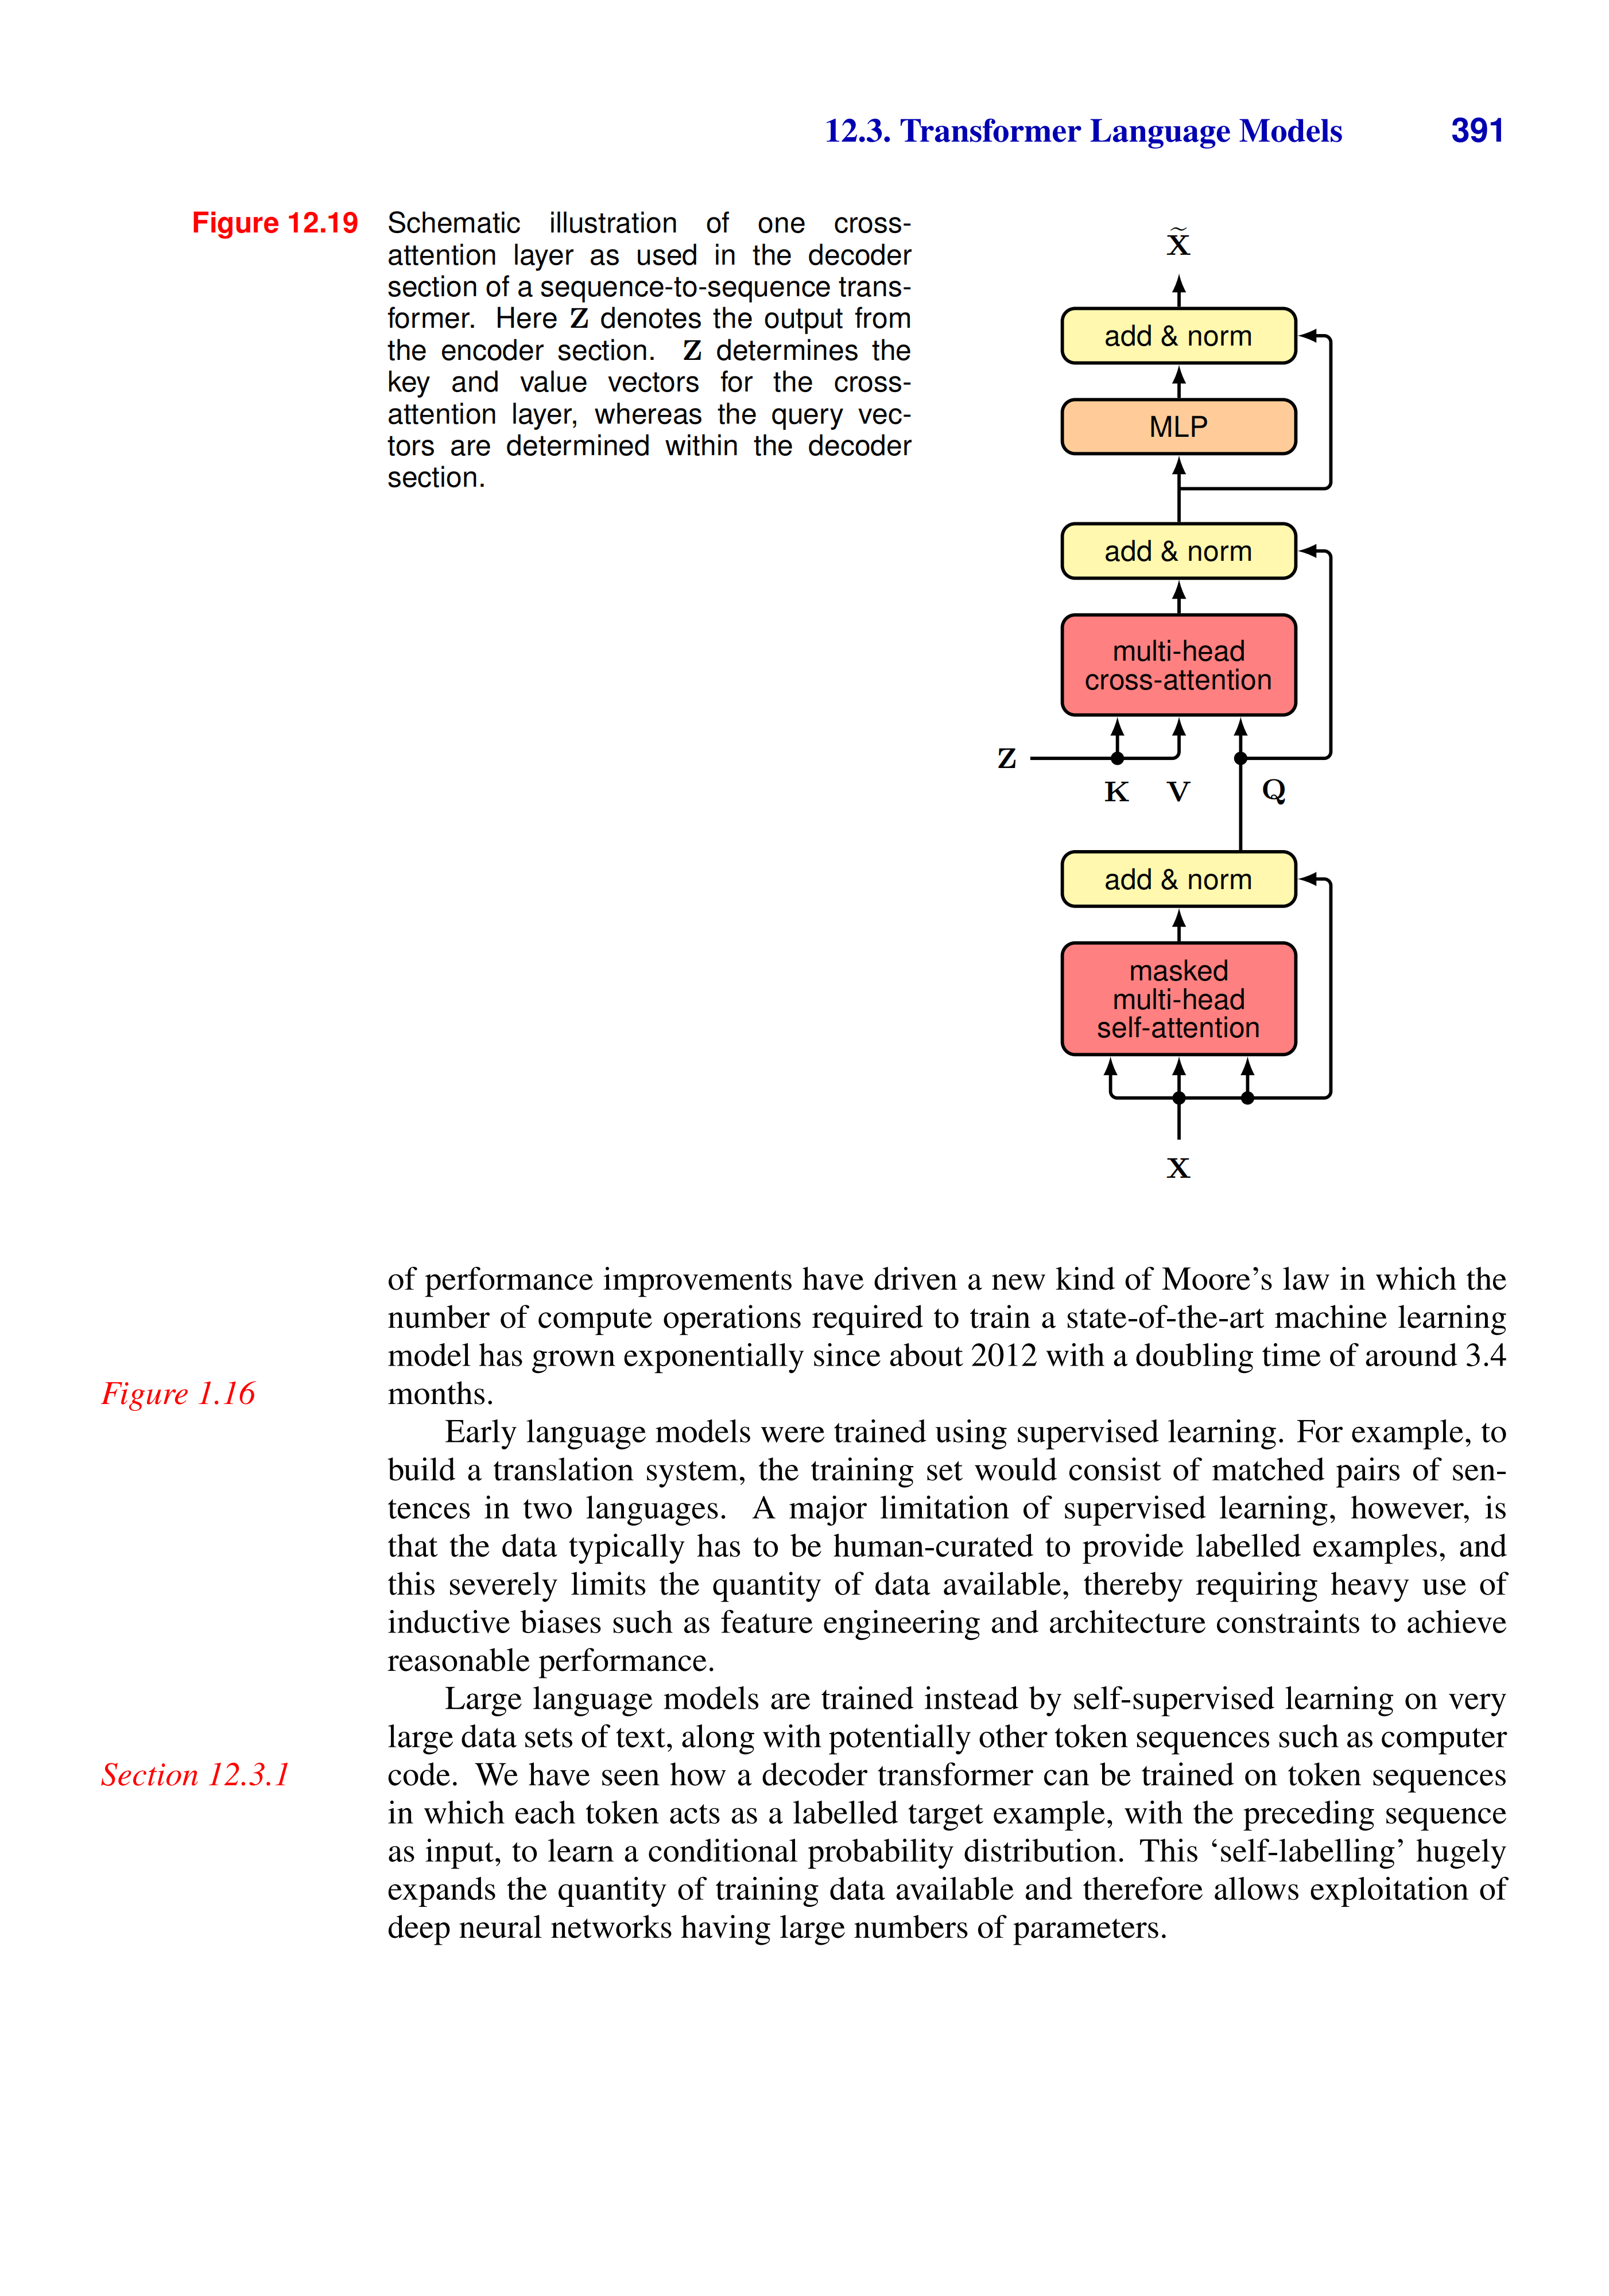 12.3. Transformer Language Models 391
Figure 12.19 Schematic illustration of one cross-
attention layer as used in the decoder
section of a sequence-to-sequence trans-
former. Here Z denotes the output from
the encoder section. Z determines the
key and value vectors for the cross-
attention layer, whereas the query vec-
tors are determined within the decoder
section.
X̃
add & norm
MLP
add & norm
multi-head
cross-attention
Z
K V Q
add & norm
masked
multi-head
self-attention
X
of performance improvements have driven a new kind of Moore’s law in which the
number of compute operations required to train a state-of-the-art machine learning
model has grown exponentially since about 2012 with a doubling time of around 3.4
Figure 1.16 months.
Early language models were trained using supervised learning. For example, to
build a translation system, the training set would consist of matched pairs of sen-
tences in two languages. A major limitation of supervised learning, however, is
that the data typically has to be human-curated to provide labelled examples, and
this severely limits the quantity of data available, thereby requiring heavy use of
inductive biases such as feature engineering and architecture constraints to achieve
reasonable performance.
Large language models are trained instead by self-supervised learning on very
large data sets of text, along with potentially other token sequences such as computer
Section 12.3.1 code. We have seen how a decoder transformer can be trained on token sequences
in which each token acts as a labelled target example, with the preceding sequence
as input, to learn a conditional probability distribution. This ‘self-labelling’ hugely
expands the quantity of training data available and therefore allows exploitation of
deep neural networks having large numbers of parameters.